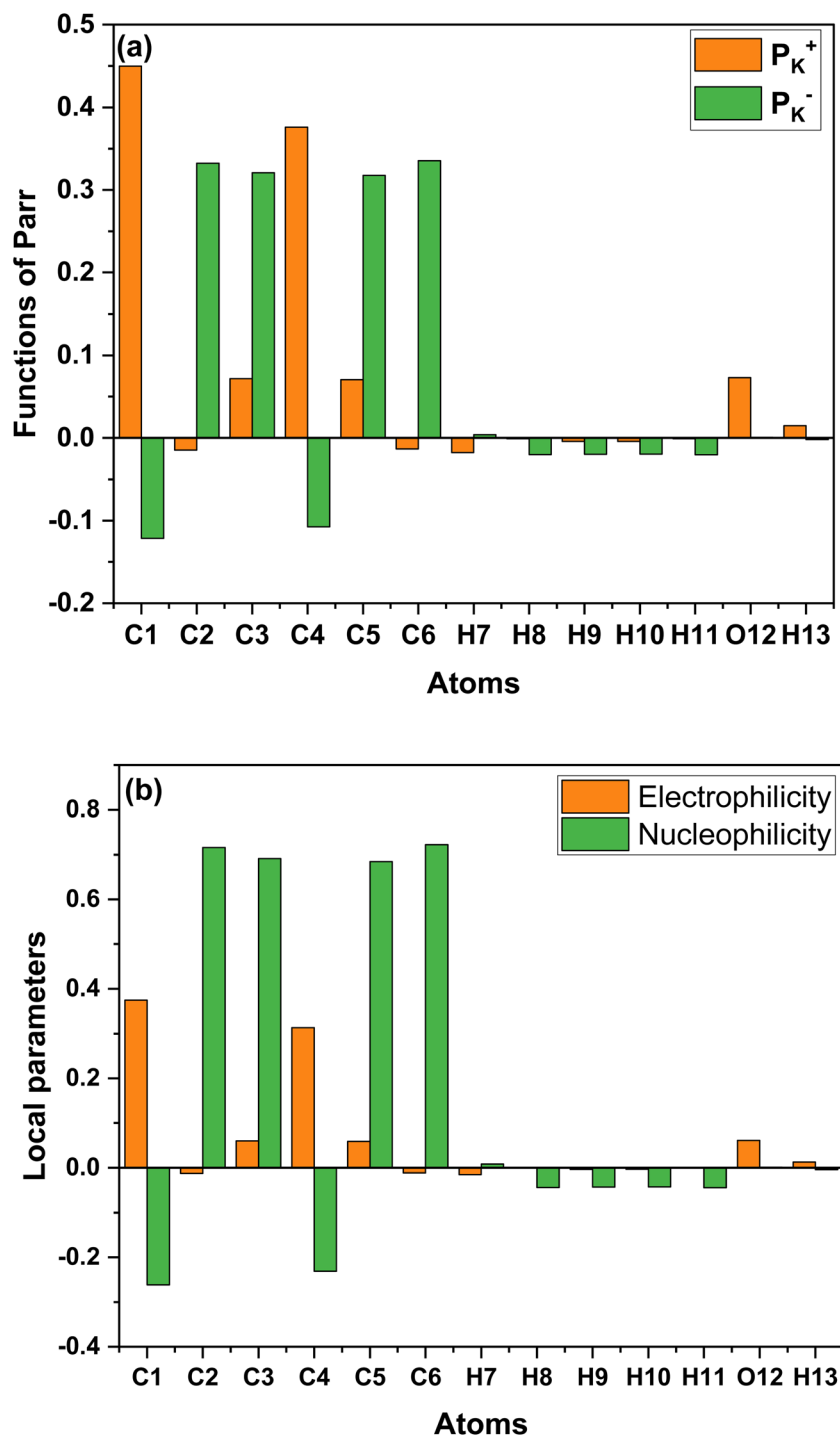 (a)
P_K^+
P_K^-
0.5
0.4
0.3
0.2
0.1
0.0
-0.1
-0.2
Functions of Parr
C1 C2 C3 C4 C5 C6 H7 H8 H9 H10 H11 O12 H13
Atoms
(b)
Electrophilicity
Nucleophilicity
0.8
0.6
0.4
0.2
0.0
-0.2
-0.4
Local parameters
C1 C2 C3 C4 C5 C6 H7 H8 H9 H10 H11 O12 H13
Atoms